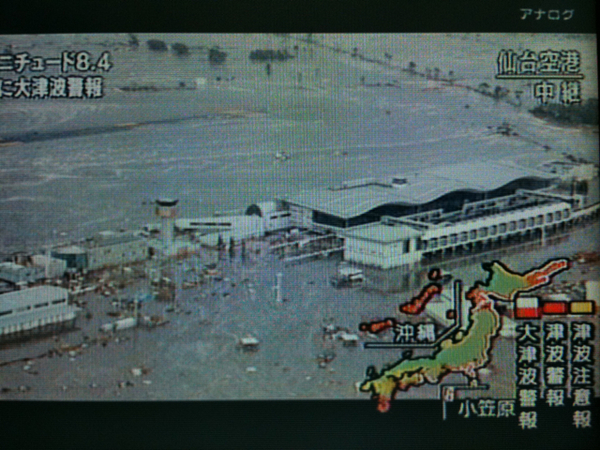 アナログ
ニチュード8.4
に大津波警報
仙台空港
中継
沖縄
小笠原
大津波警報
津波警報
津波注意報